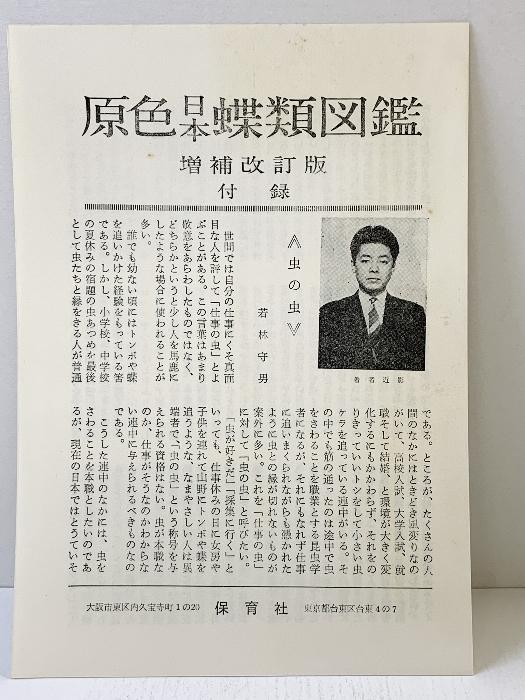 原色日本蝶類図鑑
増補改訂版
付録
著者近影
《虫の虫》
若林守男
世間では自分の仕事にくそ真面
目な人を評して「仕事の虫」とよ
ぶことがある。この言葉はあまり
敬意をあらわしたものではなく、
どちらかというと少し人を馬鹿に
したような場合に使われることが
多い。
誰でも幼ない頃にはトンボや蝶
を追いかけた経験をもっている筈
である。しかし、小学校、中学校
の夏休みの宿題の虫あつめを最後
として虫たちと縁をきる人が普通
である。ところが、たくさんの人
間のなかにはときどき風変りなの
がいて、高校入試、大学入試、就
職そして結婚、と環境が大きく変
化するにもかかわらず、それをの
りきっていいトシをして小さい虫
ケラを追っている連中がいる。そ
の中でも筋の通ったのは途中で虫
をさわることを職業とする昆虫学
者になるが、それにもなれず仕事
に追いまくられながらも憑かれた
ように虫との縁が切れないものが
案外に多い。これを「仕事の虫」
に対して「虫の虫」と呼びたい。
「虫が好きだ」「採集に行く」と
いっても、仕事休みの日に女房や
子供を連れて山野にトンボや蝶を
追うような、なまやさしい人は異
端者で「虫の虫」という称号を与
えられる資格はない。虫が本職な
のか、仕事がそうなのかわからな
い連中に与えられるべきものなの
である。
こうした連中のなかには、虫を
さわることを本職としたいのであ
るが、現在の日本ではとうていそ
大阪市東区内久宝寺町1の20 保育社 東京都台東区台東4の7